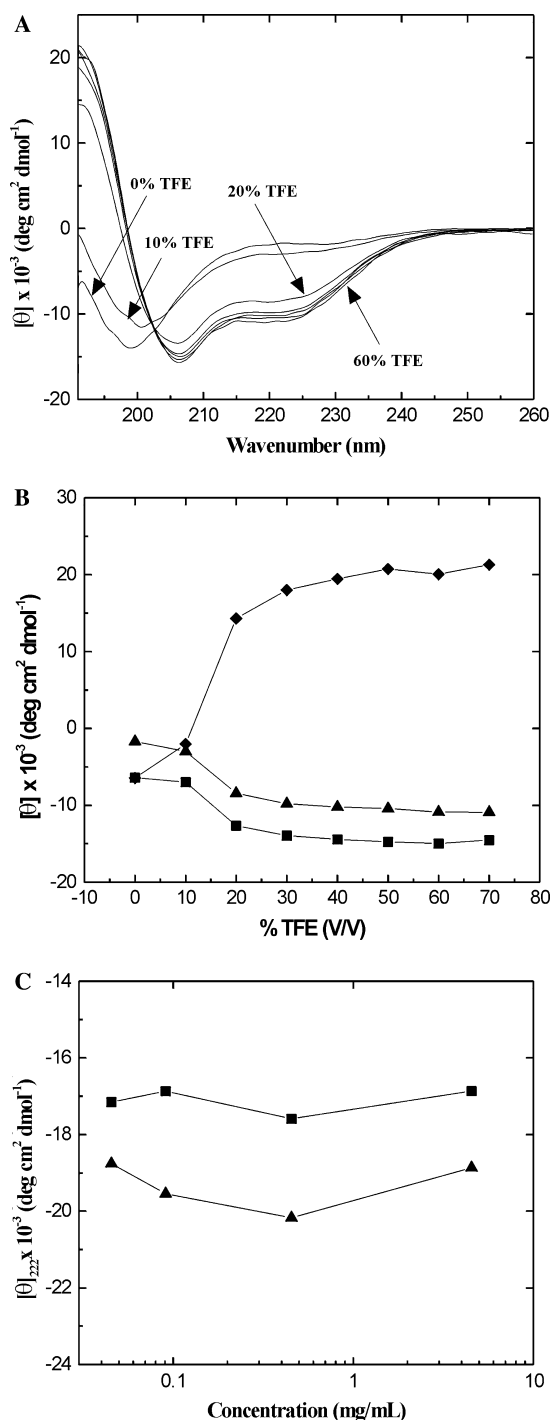 A
[θ] x 10⁻³ (deg cm² dmol⁻¹)
20
10
0
-10
-20
0% TFE
10% TFE
20% TFE
60% TFE
200 210 220 230 240 250 260
Wavenumber (nm)
B
[θ] x 10⁻³ (deg cm² dmol⁻¹)
30
20
10
0
-10
-20
-10 0 10 20 30 40 50 60 70 80
% TFE (V/V)
C
[θ]₂₂₂x 10⁻³ (deg cm² dmol⁻¹)
-14
-16
-18
-20
-22
-24
0.1 1 10
Concentration (mg/mL)